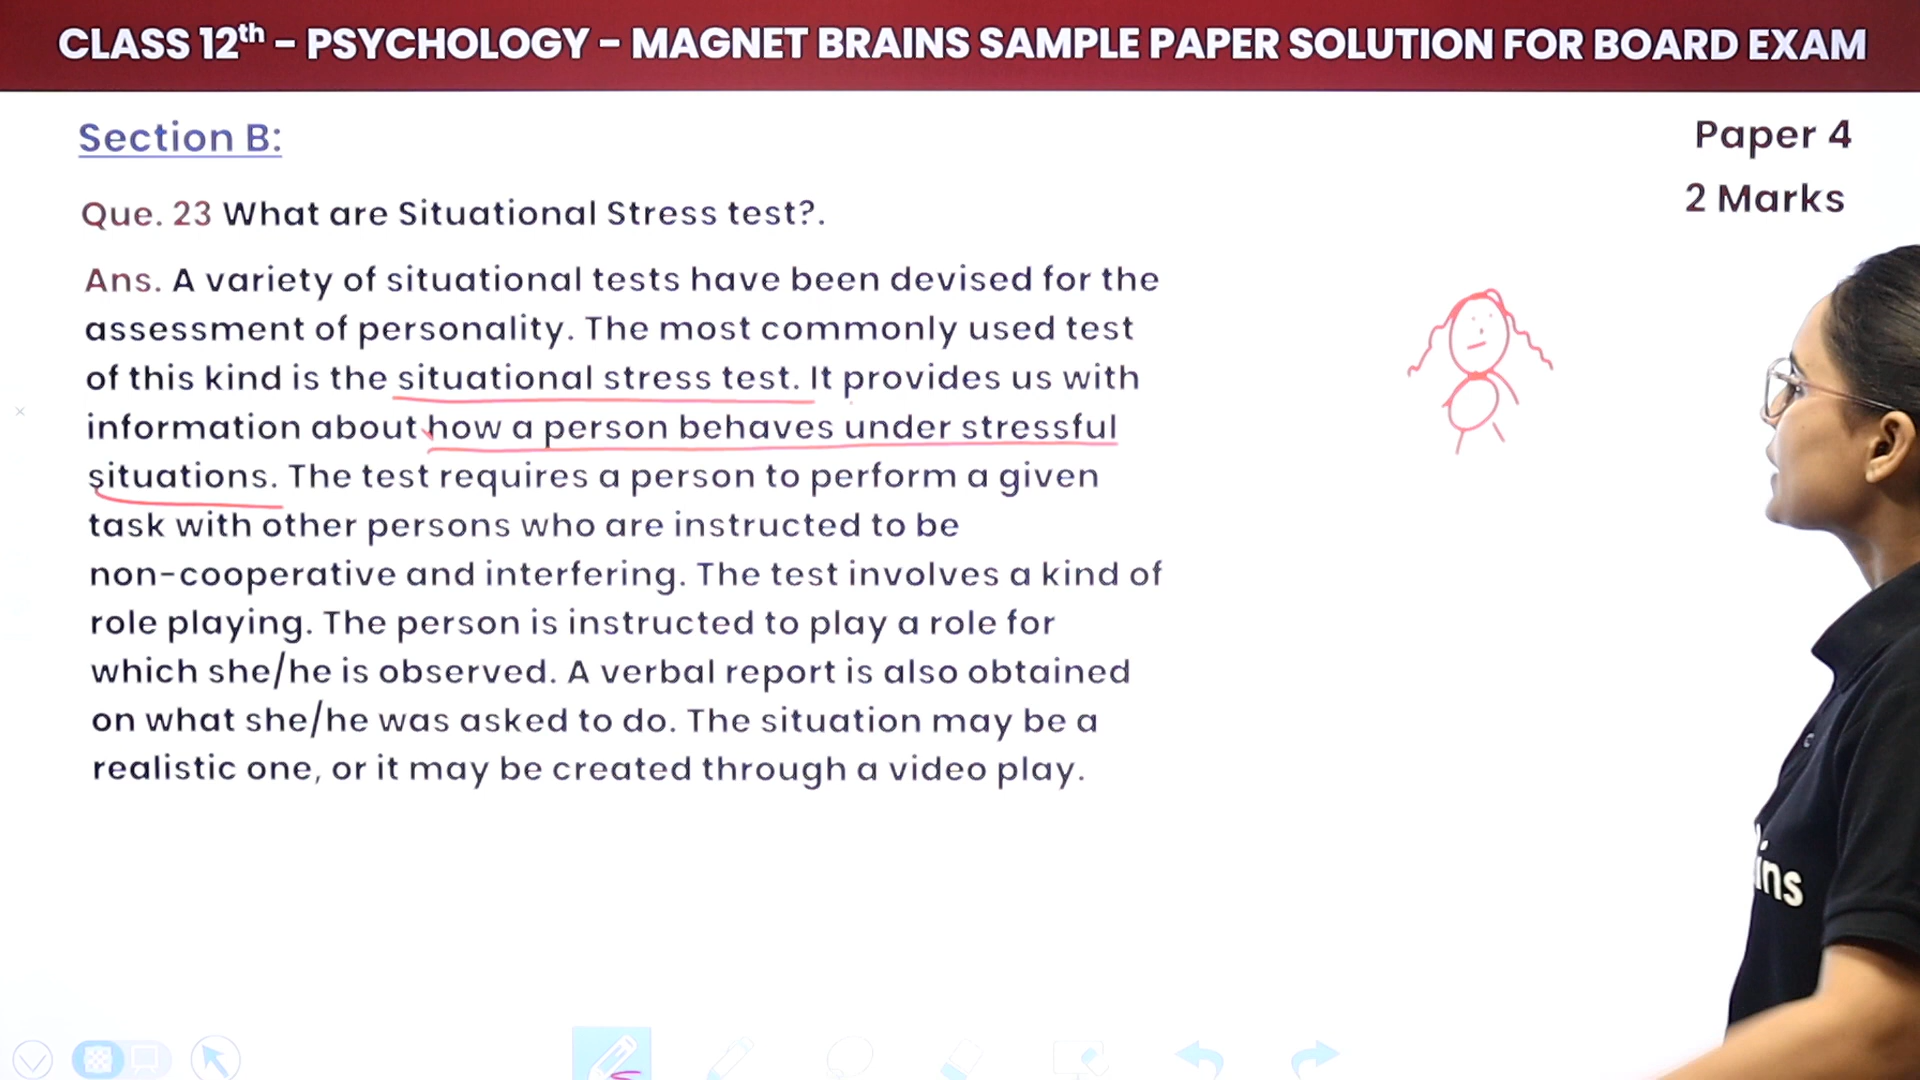 CLASS 12th – PSYCHOLOGY – MAGNET BRAINS SAMPLE PAPER SOLUTION FOR BOARD EXAM
Section B:
Paper 4
2 Marks
Que. 23 What are Situational Stress test?.
Ans. A variety of situational tests have been devised for the
assessment of personality. The most commonly used test
of this kind is the situational stress test. It provides us with
information about how a person behaves under stressful
situations. The test requires a person to perform a given
task with other persons who are instructed to be
non-cooperative and interfering. The test involves a kind of
role playing. The person is instructed to play a role for
which she/he is observed. A verbal report is also obtained
on what she/he was asked to do. The situation may be a
realistic one, or it may be created through a video play.